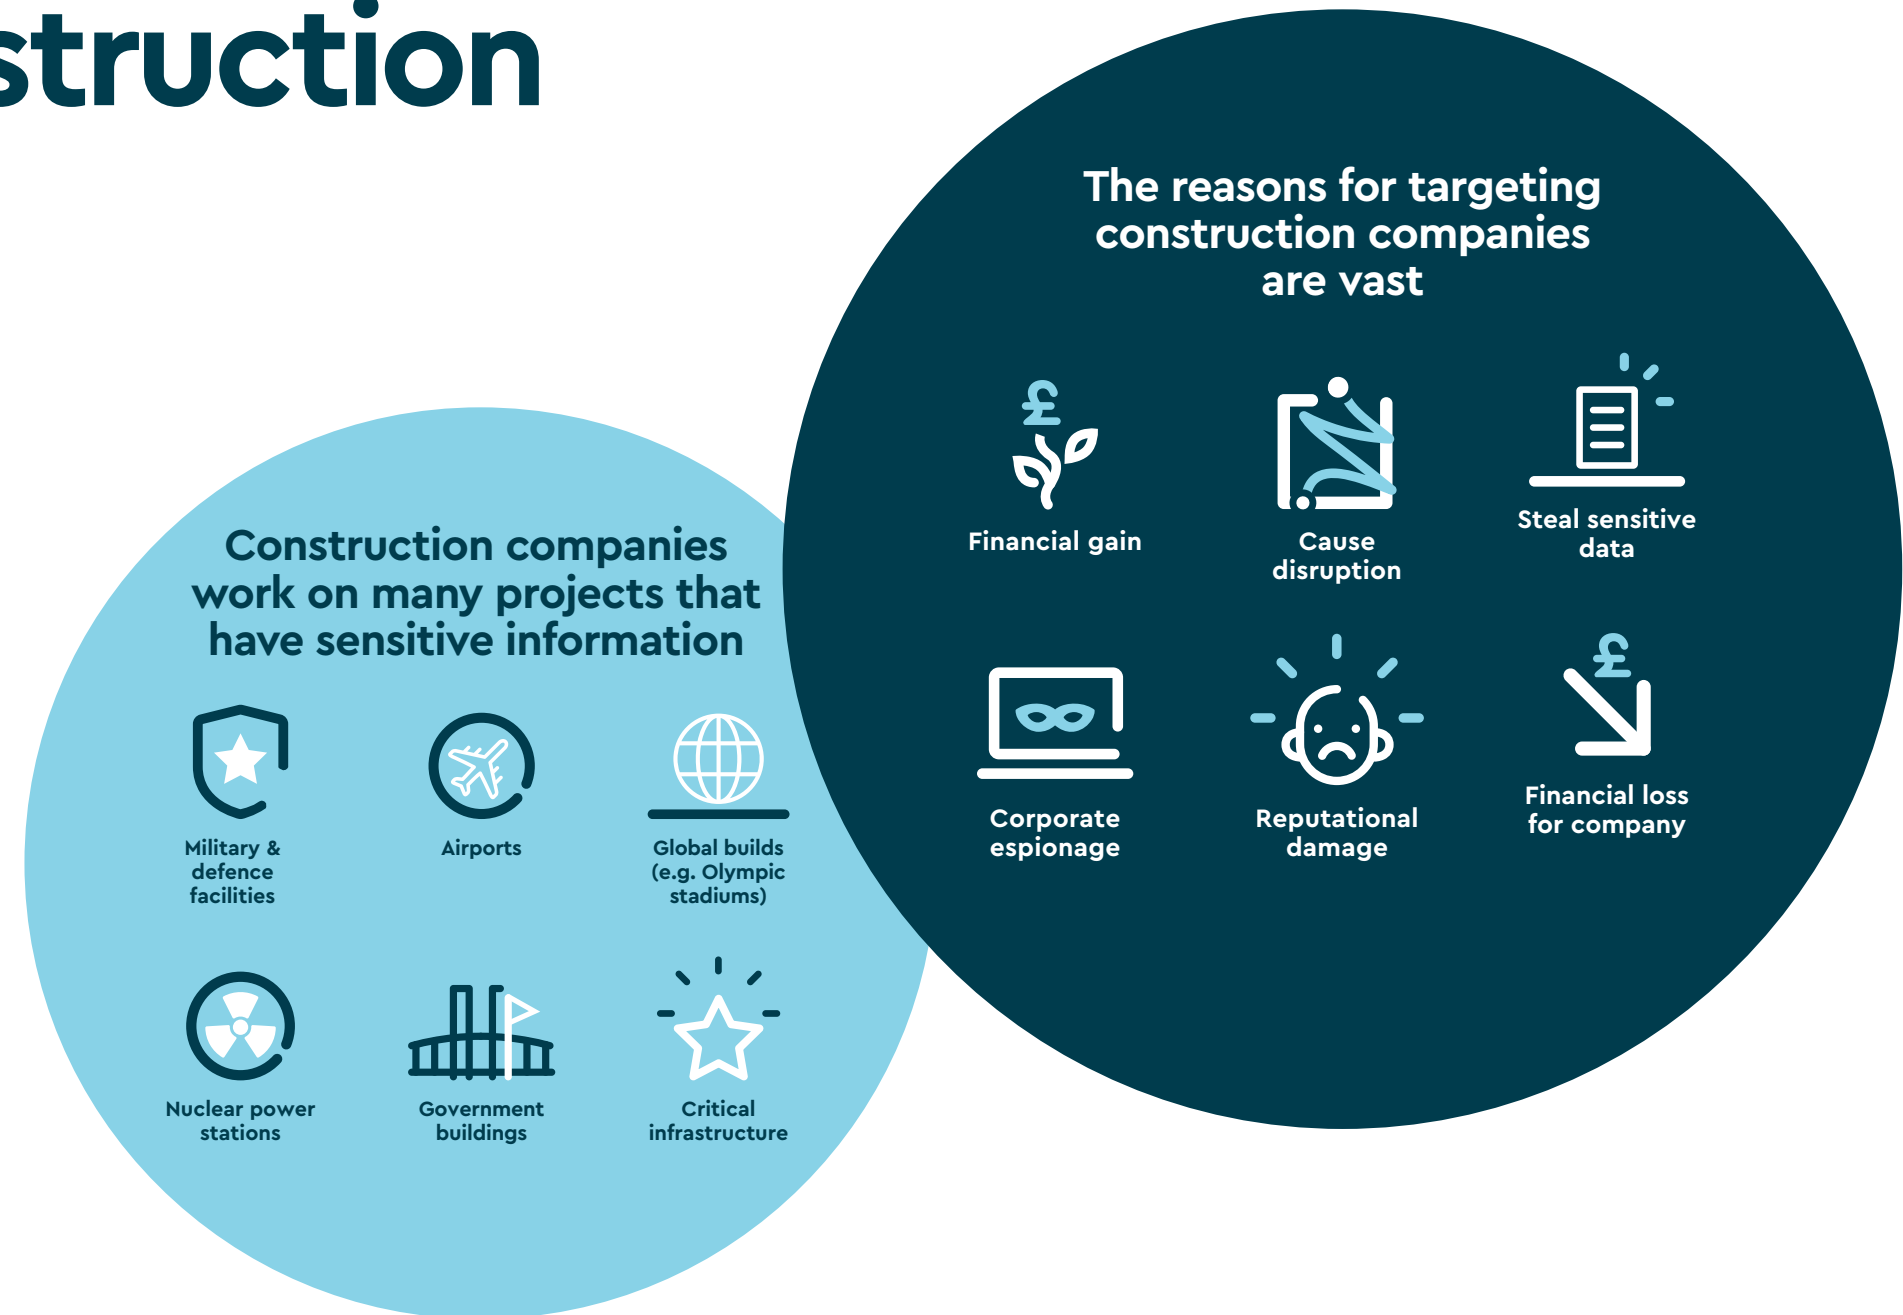 struction
The reasons for targeting
construction companies
are vast
£
Financial gain
Cause
disruption
Steal sensitive
data
Corporate
espionage
Reputational
damage
£
Financial loss
for company
Construction companies
work on many projects that
have sensitive information
Military &
defence
facilities
Airports
Global builds
(e.g. Olympic
stadiums)
Nuclear power
stations
Government
buildings
Critical
infrastructure